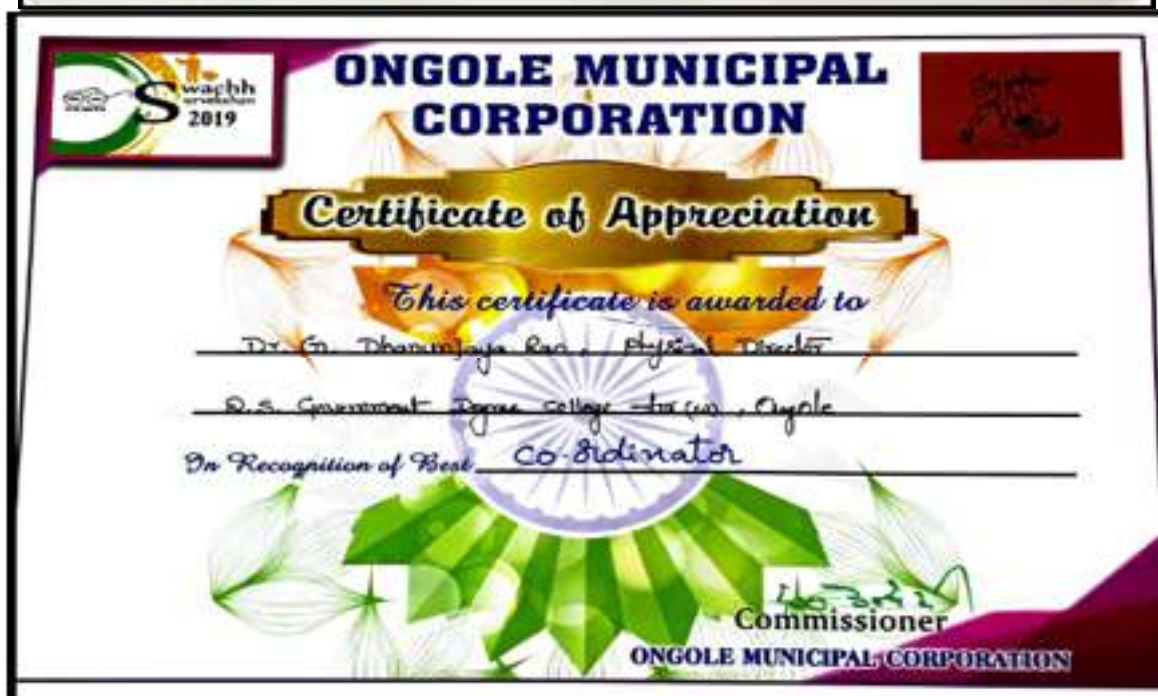 Swachh
Survekshan
2019
ONGOLE MUNICIPAL
CORPORATION
Certificate of Appreciation
This certificate is awarded to
Dr. G. Dhanunjaya Rao, Physical Director
D.S. Government Degree college for (W), Ongole
In Recognition of Best Co-ordinator
Commissioner
ONGOLE MUNICIPAL CORPORATION